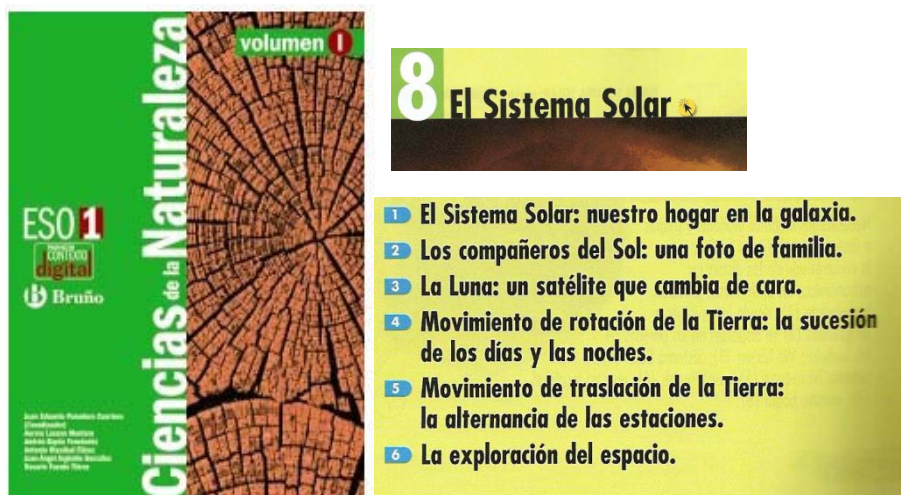 volumen I
Ciencias de la Naturaleza
ESO 1
CONTEXTO
digital
Bruño
(Coordinador)
8 El Sistema Solar
1 El Sistema Solar: nuestro hogar en la galaxia.
2 Los compañeros del Sol: una foto de familia.
3 La Luna: un satélite que cambia de cara.
4 Movimiento de rotación de la Tierra: la sucesión
de los días y las noches.
5 Movimiento de traslación de la Tierra:
la alternancia de las estaciones.
6 La exploración del espacio.